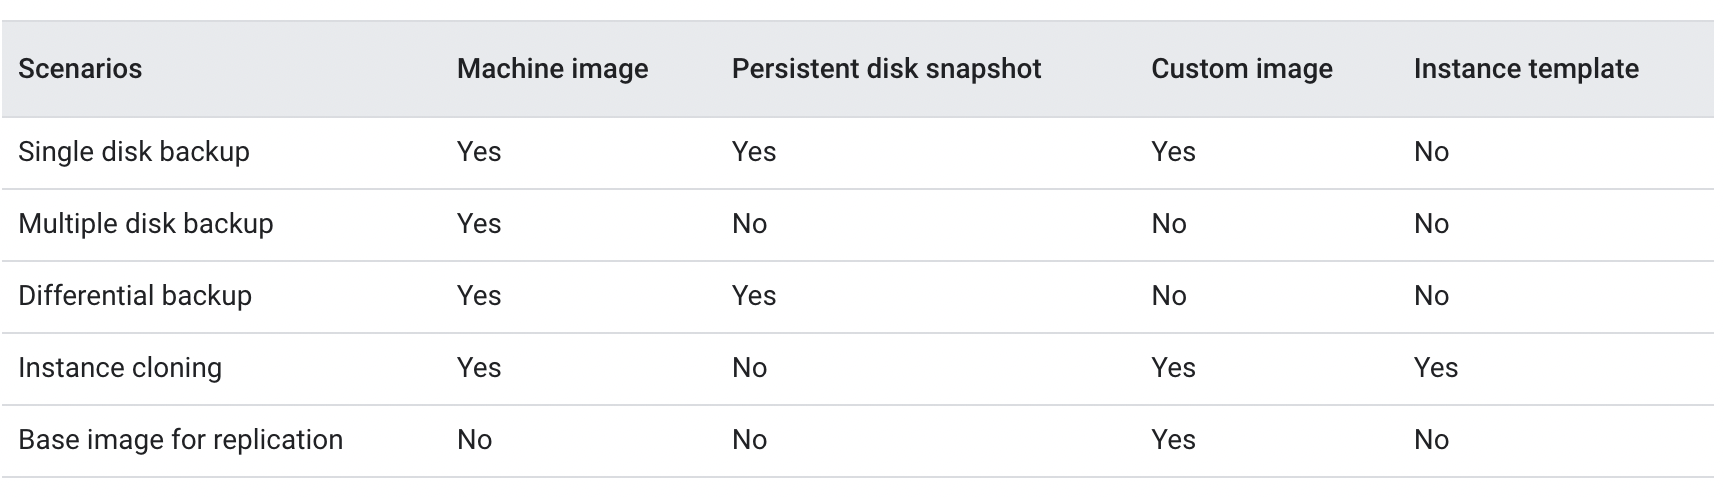 Scenarios Machine image Persistent disk snapshot Custom image Instance template
Single disk backup Yes Yes Yes No
Multiple disk backup Yes No No No
Differential backup Yes Yes No No
Instance cloning Yes No Yes Yes
Base image for replication No No Yes No